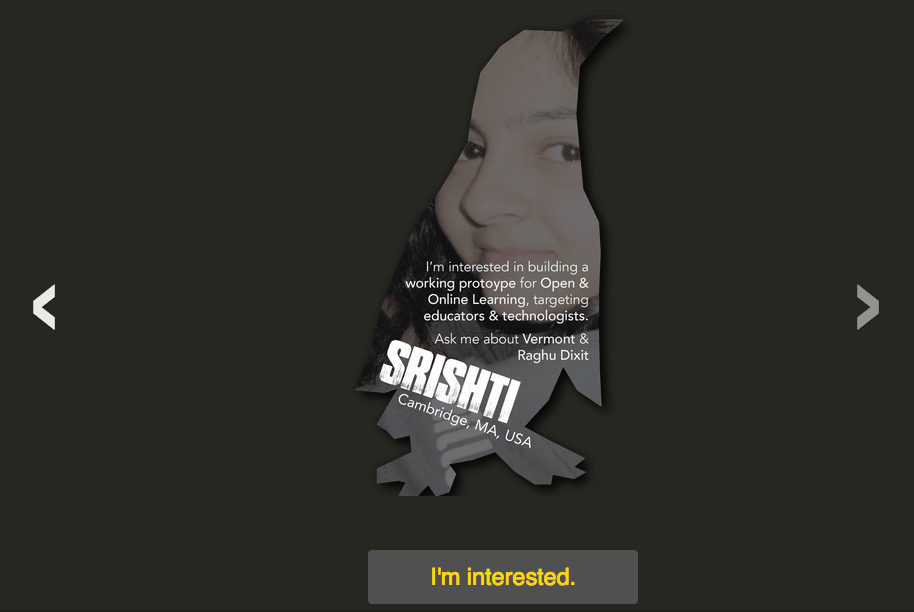 I'm interested in building a
working protoype for Open &
Online Learning, targeting
educators & technologists.
Ask me about Vermont &
Raghu Dixit
SRISHTI
Cambridge, MA, USA
I'm interested.